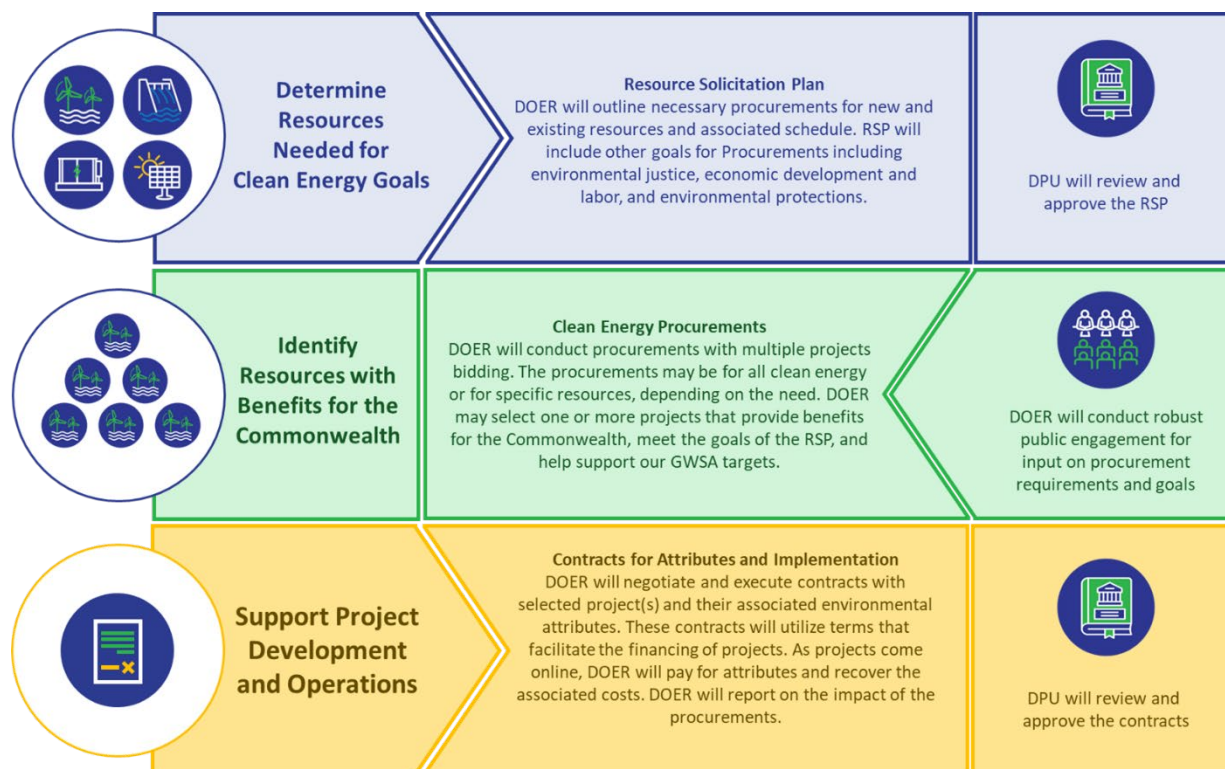 Determine
Resources
Needed for
Clean Energy Goals
Resource Solicitation Plan
DOER will outline necessary procurements for new and
existing resources and associated schedule. RSP will
include other goals for Procurements including
environmental justice, economic development and
labor, and environmental protections.
DPU will review and
approve the RSP
Identify
Resources with
Benefits for the
Commonwealth
Clean Energy Procurements
DOER will conduct procurements with multiple projects
bidding. The procurements may be for all clean energy
or for specific resources, depending on the need. DOER
may select one or more projects that provide benefits
for the Commonwealth, meet the goals of the RSP, and
help support our GWSA targets.
DOER will conduct robust
public engagement for
input on procurement
requirements and goals
Support Project
Development
and Operations
Contracts for Attributes and Implementation
DOER will negotiate and execute contracts with
selected project(s) and their associated environmental
attributes. These contracts will utilize terms that
facilitate the financing of projects. As projects come
online, DOER will pay for attributes and recover the
associated costs. DOER will report on the impact of the
procurements.
DPU will review and
approve the contracts